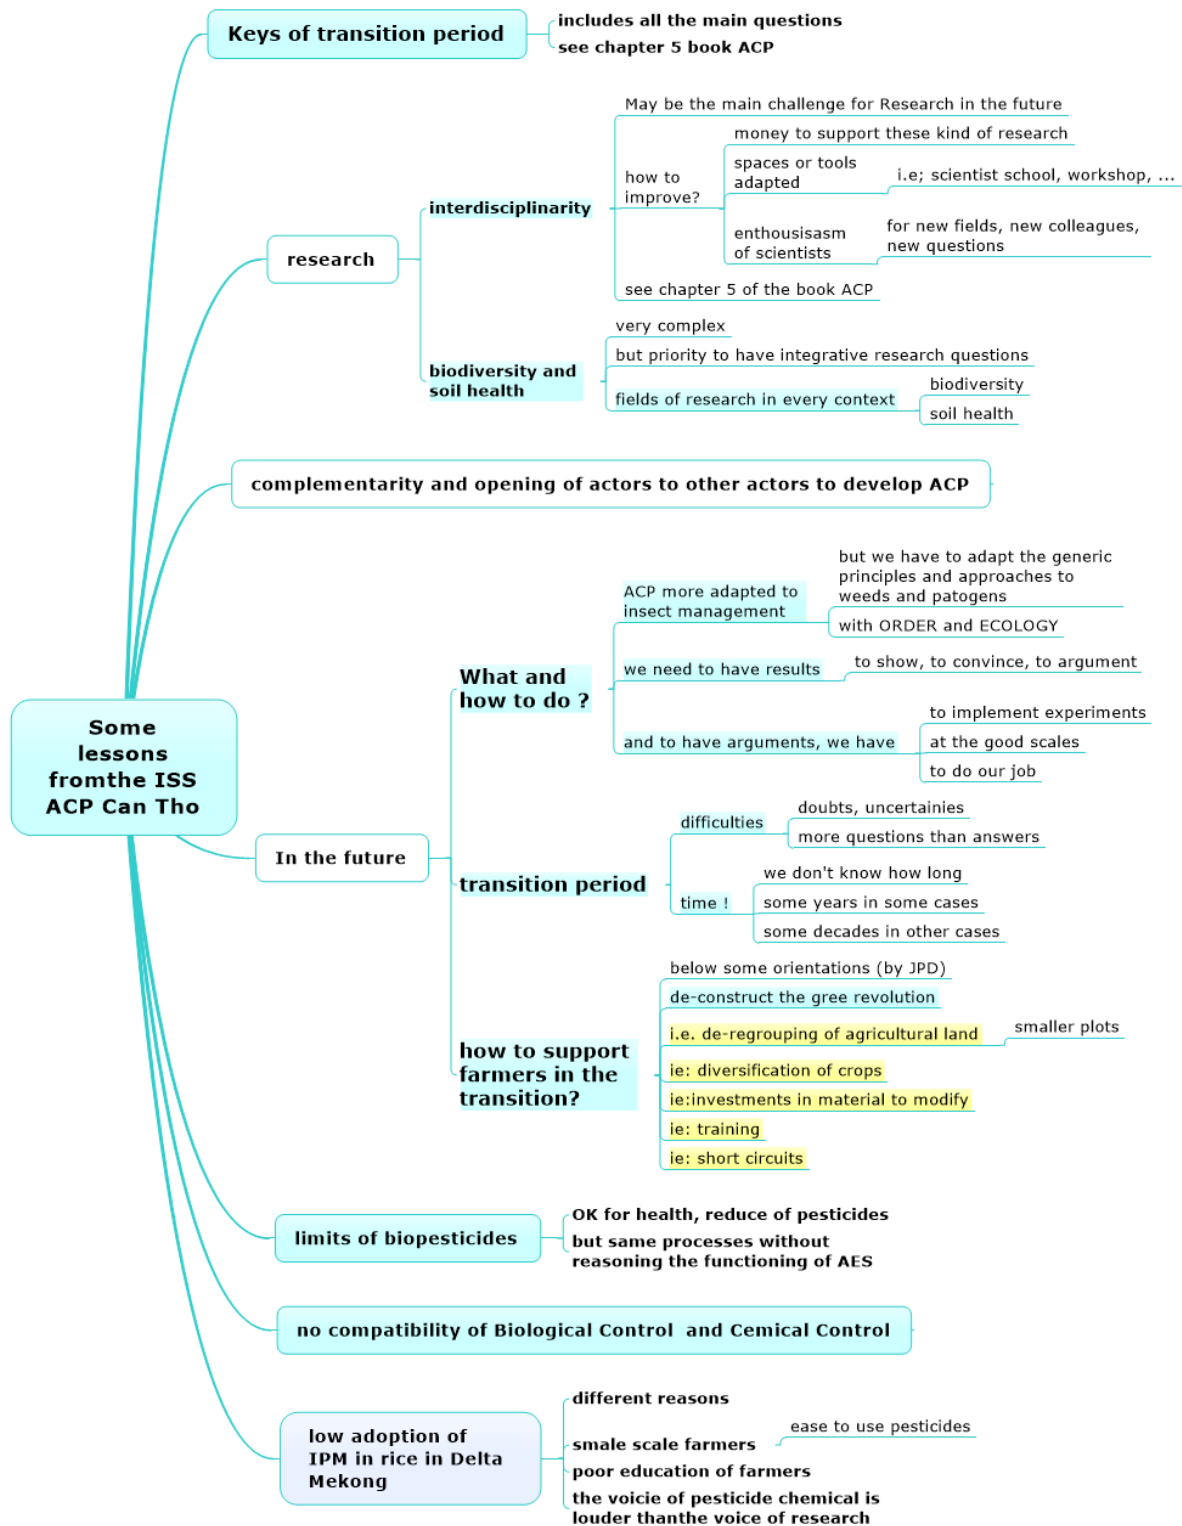 Keys of transition period
includes all the main questions
see chapter 5 book ACP
research
interdisciplinarity
May be the main challenge for Research in the future
how to
improve?
money to support these kind of research
spaces or tools
adapted
i.e; scientist school, workshop, ...
enthousisasm
of scientists
for new fields, new colleagues,
new questions
see chapter 5 of the book ACP
biodiversity and
soil health
very complex
but priority to have integrative research questions
fields of research in every context
biodiversity
soil health
complementarity and opening of actors to other actors to develop ACP
Some
lessons
fromthe ISS
ACP Can Tho
In the future
What and
how to do ?
ACP more adapted to
insect management
but we have to adapt the generic
principles and approaches to
weeds and patogens
with ORDER and ECOLOGY
we need to have results
to show, to convince, to argument
and to have arguments, we have
to implement experiments
at the good scales
to do our job
transition period
difficulties
doubts, uncertainies
more questions than answers
time !
we don't know how long
some years in some cases
some decades in other cases
how to support
farmers in the
transition?
below some orientations (by JPD)
de-construct the gree revolution
i.e. de-regrouping of agricultural land
smaller plots
ie: diversification of crops
ie:investments in material to modify
ie: training
ie: short circuits
limits of biopesticides
OK for health, reduce of pesticides
but same processes without
reasoning the functioning of AES
no compatibility of Biological Control and Cemical Control
low adoption of
IPM in rice in Delta
Mekong
different reasons
smale scale farmers
ease to use pesticides
poor education of farmers
the voicie of pesticide chemical is
louder thanthe voice of research